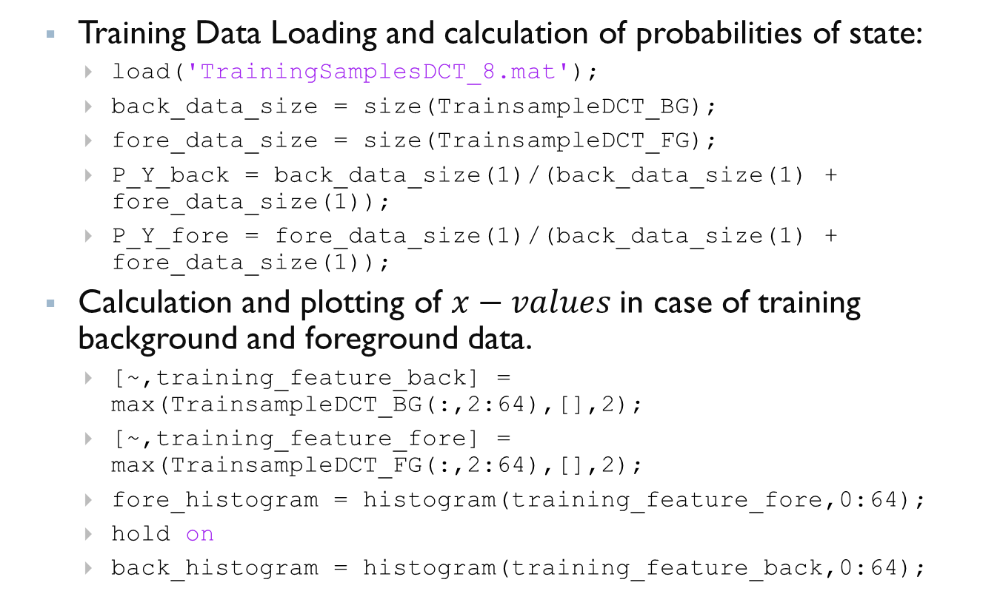 Training Data Loading and calculation of probabilities of state:
load('TrainingSamplesDCT_8.mat');
back_data_size = size(TrainsampleDCT_BG);
fore_data_size = size(TrainsampleDCT_FG);
P_Y_back = back_data_size(1)/(back_data_size(1) +
fore_data_size(1));
P_Y_fore = fore_data_size(1)/(back_data_size(1) +
fore_data_size(1));
Calculation and plotting of x − values in case of training
background and foreground data.
[~,training_feature_back] =
max(TrainsampleDCT_BG(:,2:64),[],2);
[~,training_feature_fore] =
max(TrainsampleDCT_FG(:,2:64),[],2);
fore_histogram = histogram(training_feature_fore,0:64);
hold on
back_histogram = histogram(training_feature_back,0:64);